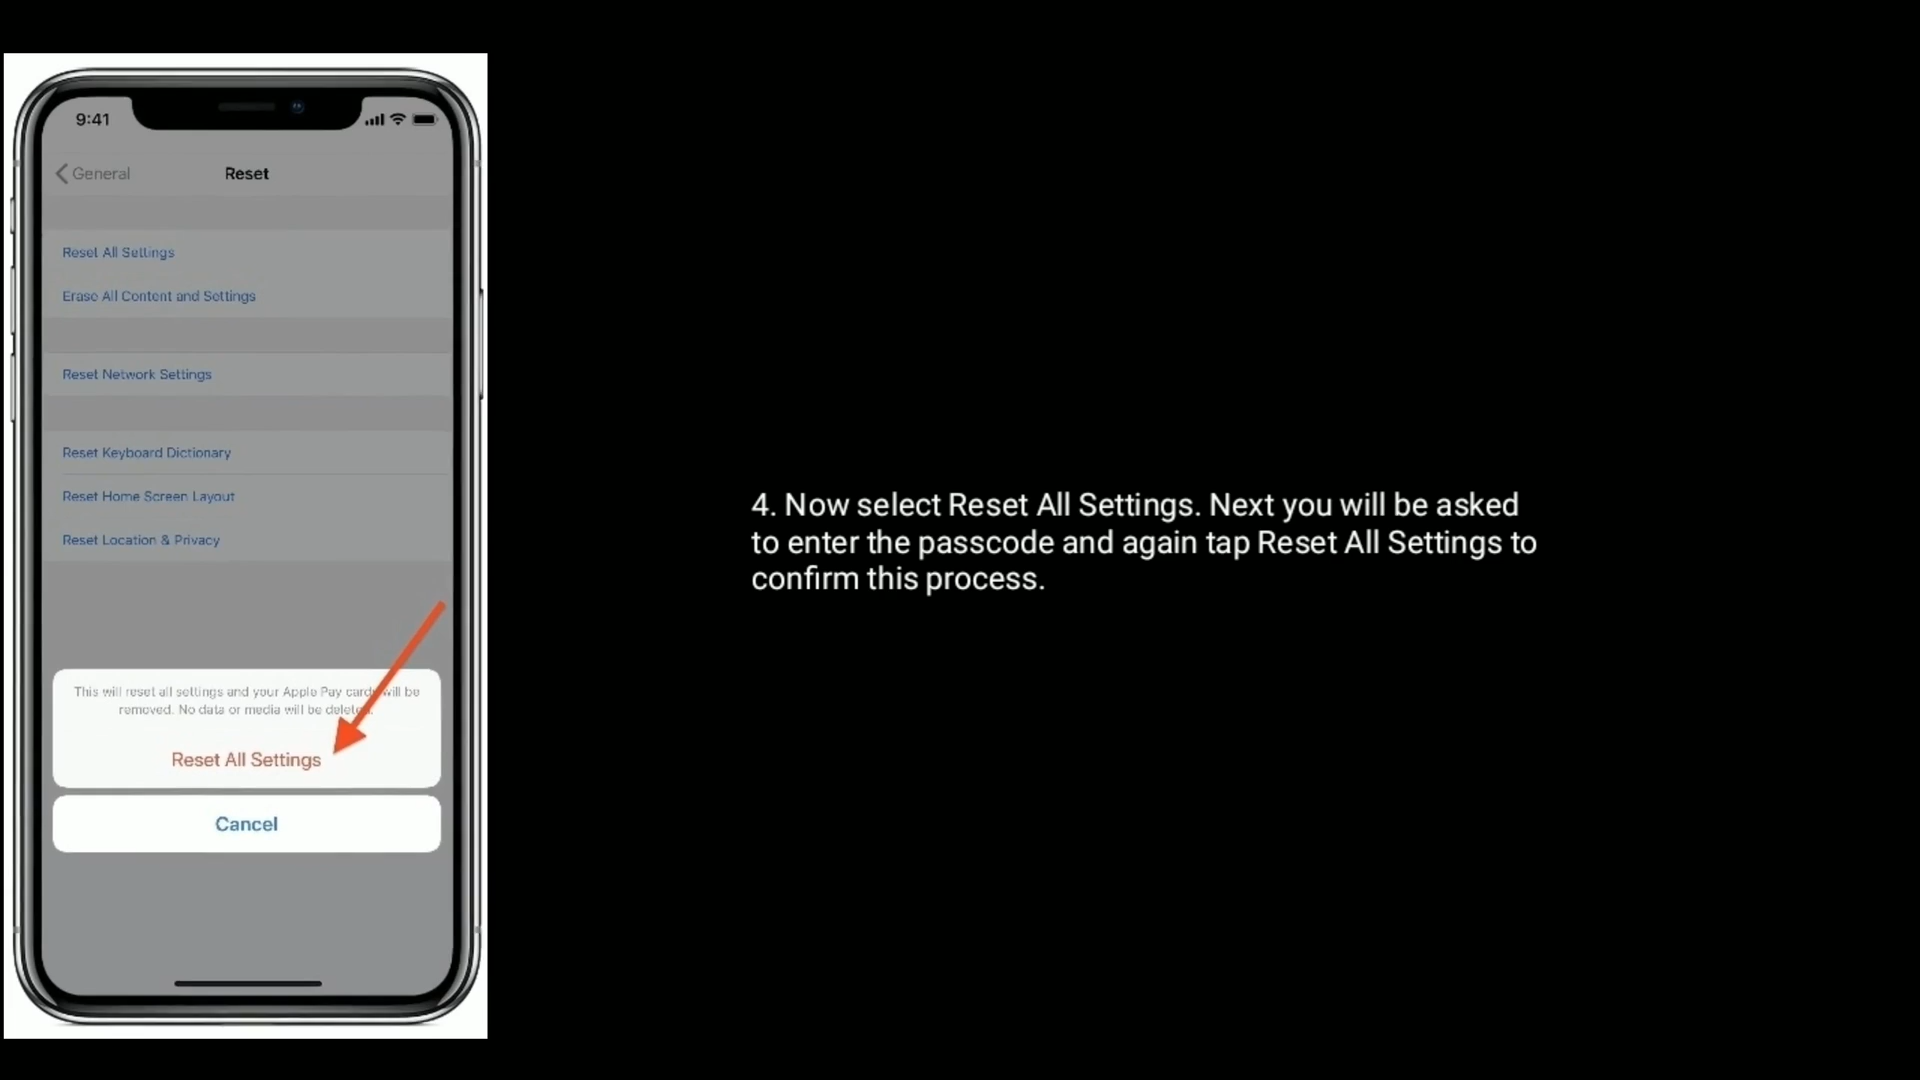 9:41
General
Reset
Reset All Settings
Erase All Content and Settings
Reset Network Settings
Reset Keyboard Dictionary
Reset Home Screen Layout
Reset Location & Privacy
This will reset all settings and your Apple Pay cards will be
removed. No data or media will be deleted.
Reset All Settings
Cancel
4. Now select Reset All Settings. Next you will be asked
to enter the passcode and again tap Reset All Settings to
confirm this process.